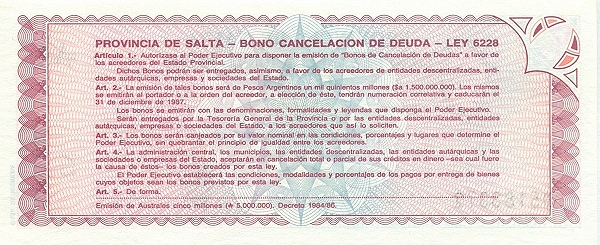 PROVINCIA DE SALTA – BONO CANCELACION DE DEUDA – LEY 6228
Artículo 1.- Autorízase al Poder Ejecutivo para disponer la emisión de "Bonos de Cancelación de Deudas" a favor de
los acreedores del Estado Provincial.
Dichos Bonos podrán ser entregados, asimismo, a favor de los acreedores de entidades descentralizadas, enti-
dades autárquicas, empresas y sociedades del Estado.
Art. 2.- La emisión de tales bonos será de Pesos Argentinos un mil quintones millones ($a 1.500.000.000). Los mismos
se emitirán al portador o a la orden del acreedor, a elección de éste, tendrán numeración correlativa y caducarán el
31 de diciembre de 1987.
Los bonos se emitirán con las denominaciones, formalidades y leyendas que disponga el Poder Ejecutivo.
Serán entregados por la Tesorería General de la Provincia o por las entidades descentralizadas, entidades
autárquicas, empresas o sociedades del Estado, a los acreedores que así lo soliciten.
Art. 3.- Los bonos serán canjeados por su valor nominal en las condiciones, porcentajes y lugares que determine el
Poder Ejecutivo, sin quebrantar el principio de igualdad entre los acreedores.
Art. 4.- La administración central, los municipios, las entidades descentralizadas, las entidades autárquicas y las
sociedades o empresas del Estado, aceptarán en cancelación total o parcial de sus créditos en dinero –sea cual fuero
la causa de éstos– los bonos creados por esta ley.
El Poder Ejecutivo establecerá las condiciones, modalidades y porcentajes de los pagos por entrega de bienes
cuyos objetos sean los bonos previstos por esta ley.
Art. 5.- De forma.
Emisión de Australes cinco millones (₳ 5.000.000). Decreto 1984/86.